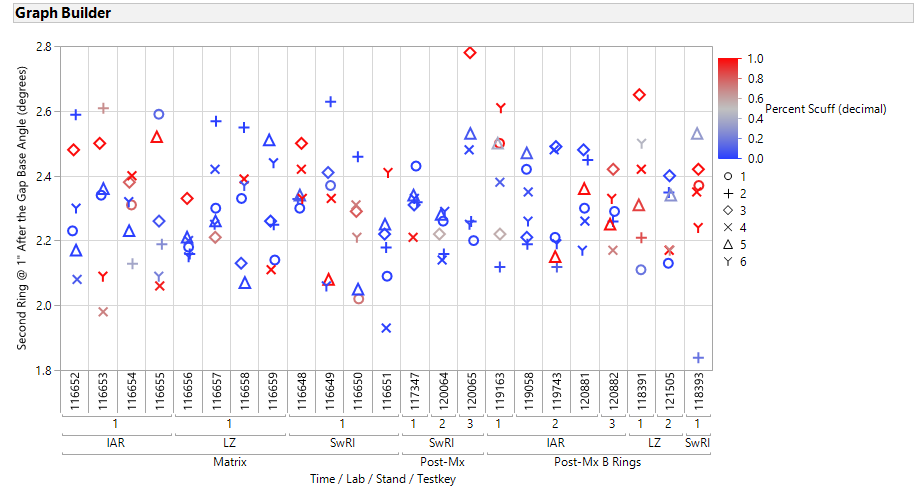 Graph Builder
Second Ring @ 1" After the Gap Base Angle (degrees)
2.8
2.6
2.4
2.2
2.0
1.8
1.0
0.8
0.6
0.4
0.2
0.0
Percent Scuff (decimal)
1
2
3
4
5
6
116652 116653 116654 116655 116656 116657 116658 116659 116648 116649 116650 116651 117347 120064 120065 119163 119058 119743 120881 120882 118391 121505 118393
1 1 1 1 2 3 1 2 3 1 2 1
IAR LZ SwRI SwRI IAR LZ SwRI
Matrix Post-Mx Post-Mx B Rings
Time / Lab / Stand / Testkey